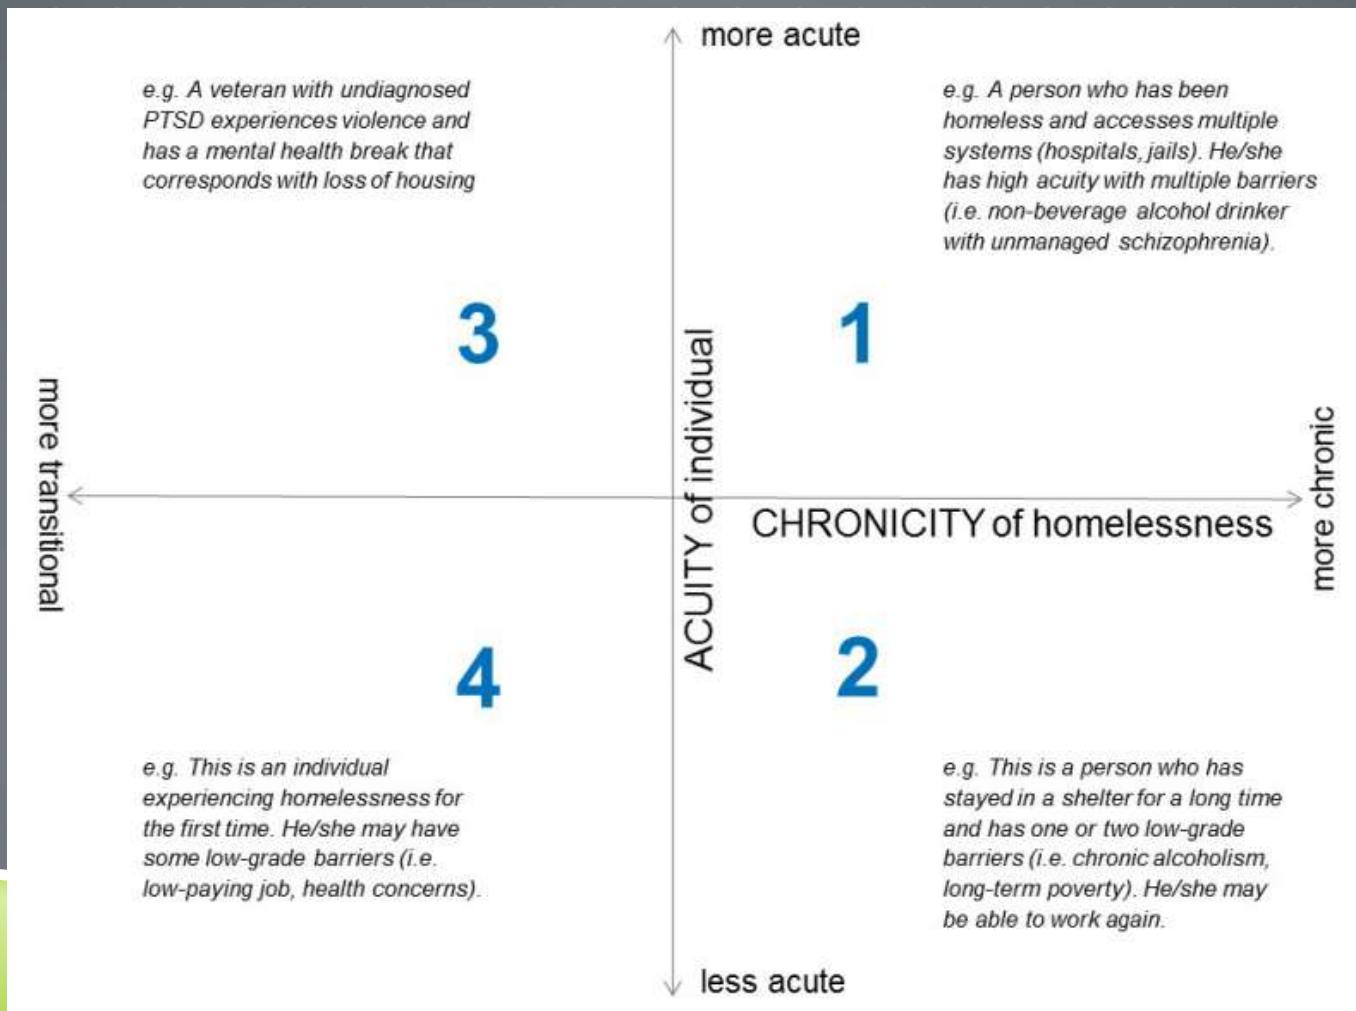 more acute
e.g. A veteran with undiagnosed
PTSD experiences violence and
has a mental health break that
corresponds with loss of housing
e.g. A person who has been
homeless and accesses multiple
systems (hospitals, jails). He/she
has high acuity with multiple barriers
(i.e. non-beverage alcohol drinker
with unmanaged schizophrenia).
3
1
more transitional
ACUITY of individual
CHRONICITY of homelessness
more chronic
4
2
e.g. This is an individual
experiencing homelessness for
the first time. He/she may have
some low-grade barriers (i.e.
low-paying job, health concerns).
e.g. This is a person who has
stayed in a shelter for a long time
and has one or two low-grade
barriers (i.e. chronic alcoholism,
long-term poverty). He/she may
be able to work again.
less acute